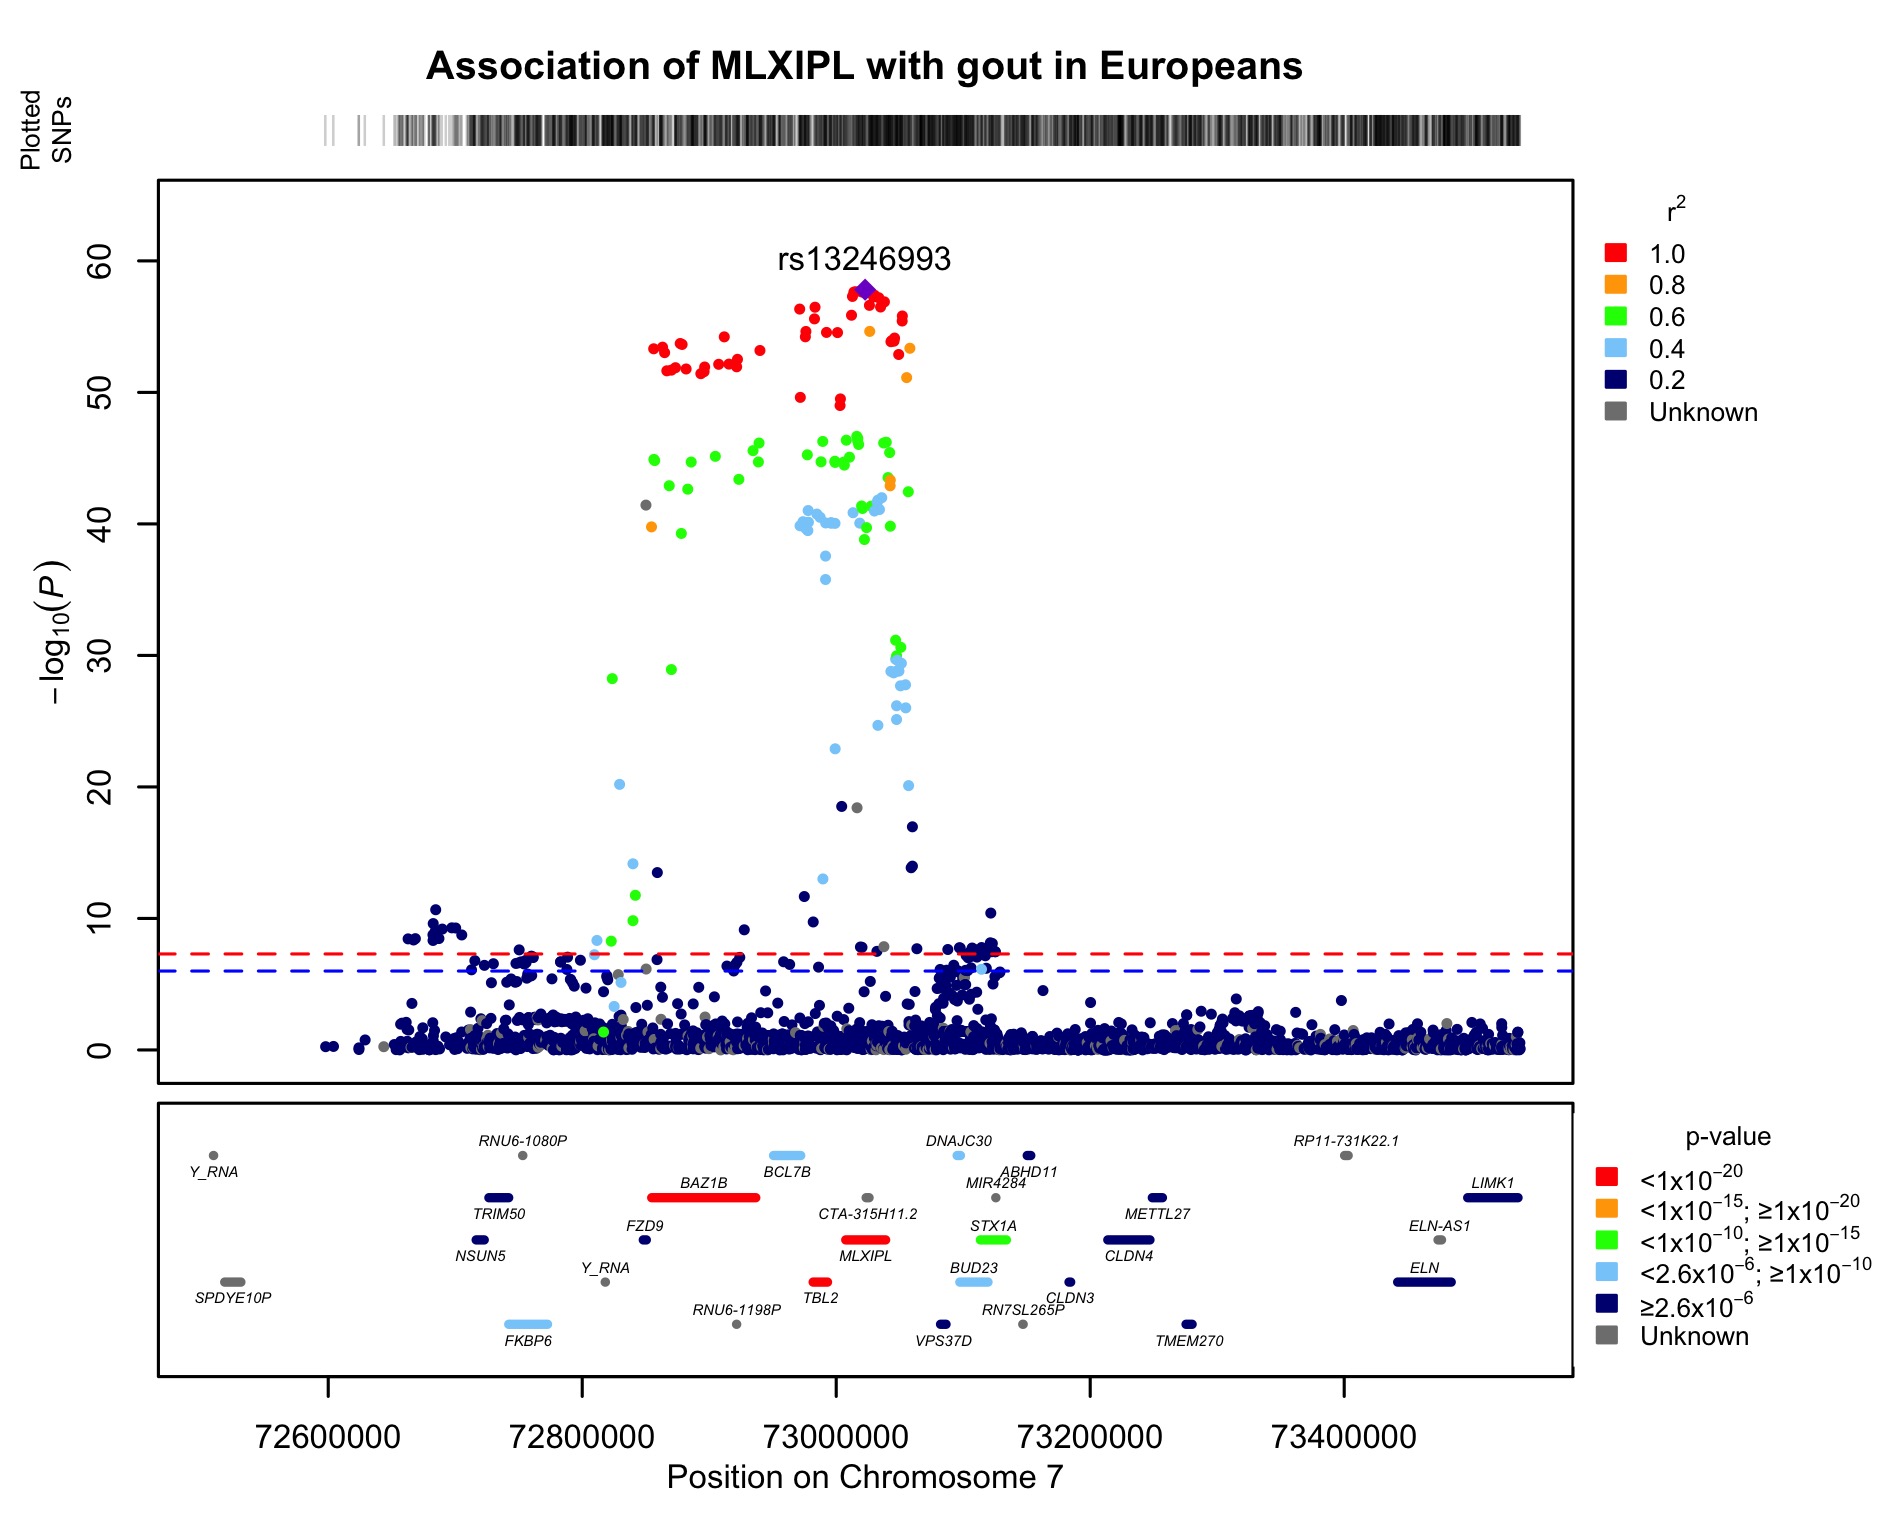 Association of MLXIPL with gout in Europeans
Plotted
SNPs
rs13246993
r²
1.0
0.8
0.6
0.4
0.2
Unknown
−log₁₀(P)
60
50
40
30
20
10
0
RNU6-1080P
DNAJC30
RP11-731K22.1
Y_RNA
BCL7B
ABHD11
BAZ1B
MIR4284
LIMK1
TRIM50
CTA-315H11.2
METTL27
FZD9
STX1A
ELN-AS1
NSUN5
MLXIPL
CLDN4
Y_RNA
BUD23
ELN
SPDYE10P
TBL2
CLDN3
RNU6-1198P
RN7SL265P
FKBP6
VPS37D
TMEM270
p-value
<1x10⁻²⁰
<1x10⁻¹⁵; ≥1x10⁻²⁰
<1x10⁻¹⁰; ≥1x10⁻¹⁵
<2.6x10⁻⁶; ≥1x10⁻¹⁰
≥2.6x10⁻⁶
Unknown
72600000 72800000 73000000 73200000 73400000
Position on Chromosome 7